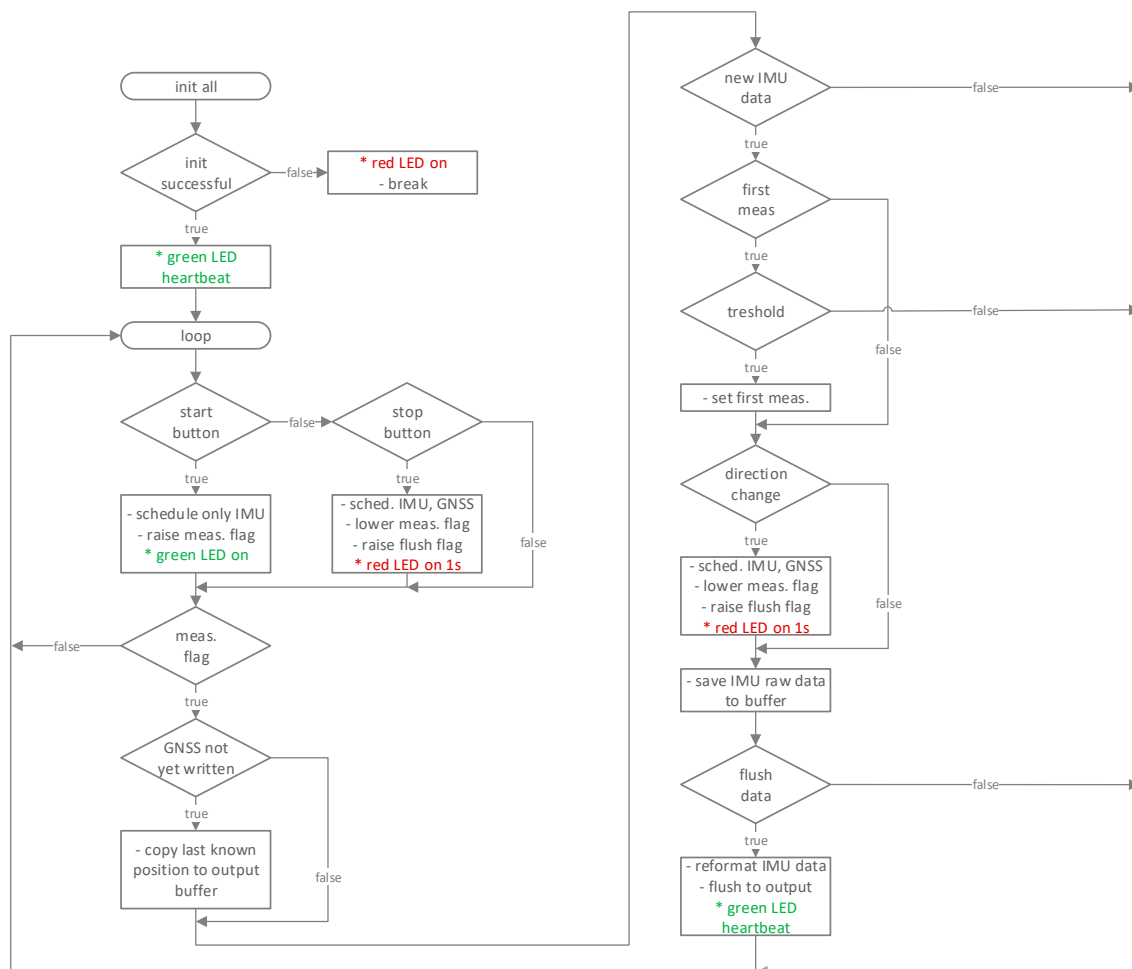 init all
init
successful
false
* red LED on
- break
true
* green LED
heartbeat
loop
start
button
false
stop
button
true
true
- schedule only IMU
- raise meas. flag
* green LED on
- sched. IMU, GNSS
- lower meas. flag
- raise flush flag
* red LED on 1s
false
meas.
flag
false
true
GNSS not
yet written
true
- copy last known
position to output
buffer
false
new IMU
data
false
true
first
meas
true
treshold
false
false
true
- set first meas.
direction
change
true
- sched. IMU, GNSS
- lower meas. flag
- raise flush flag
* red LED on 1s
false
- save IMU raw data
to buffer
flush
data
false
true
- reformat IMU data
- flush to output
* green LED
heartbeat